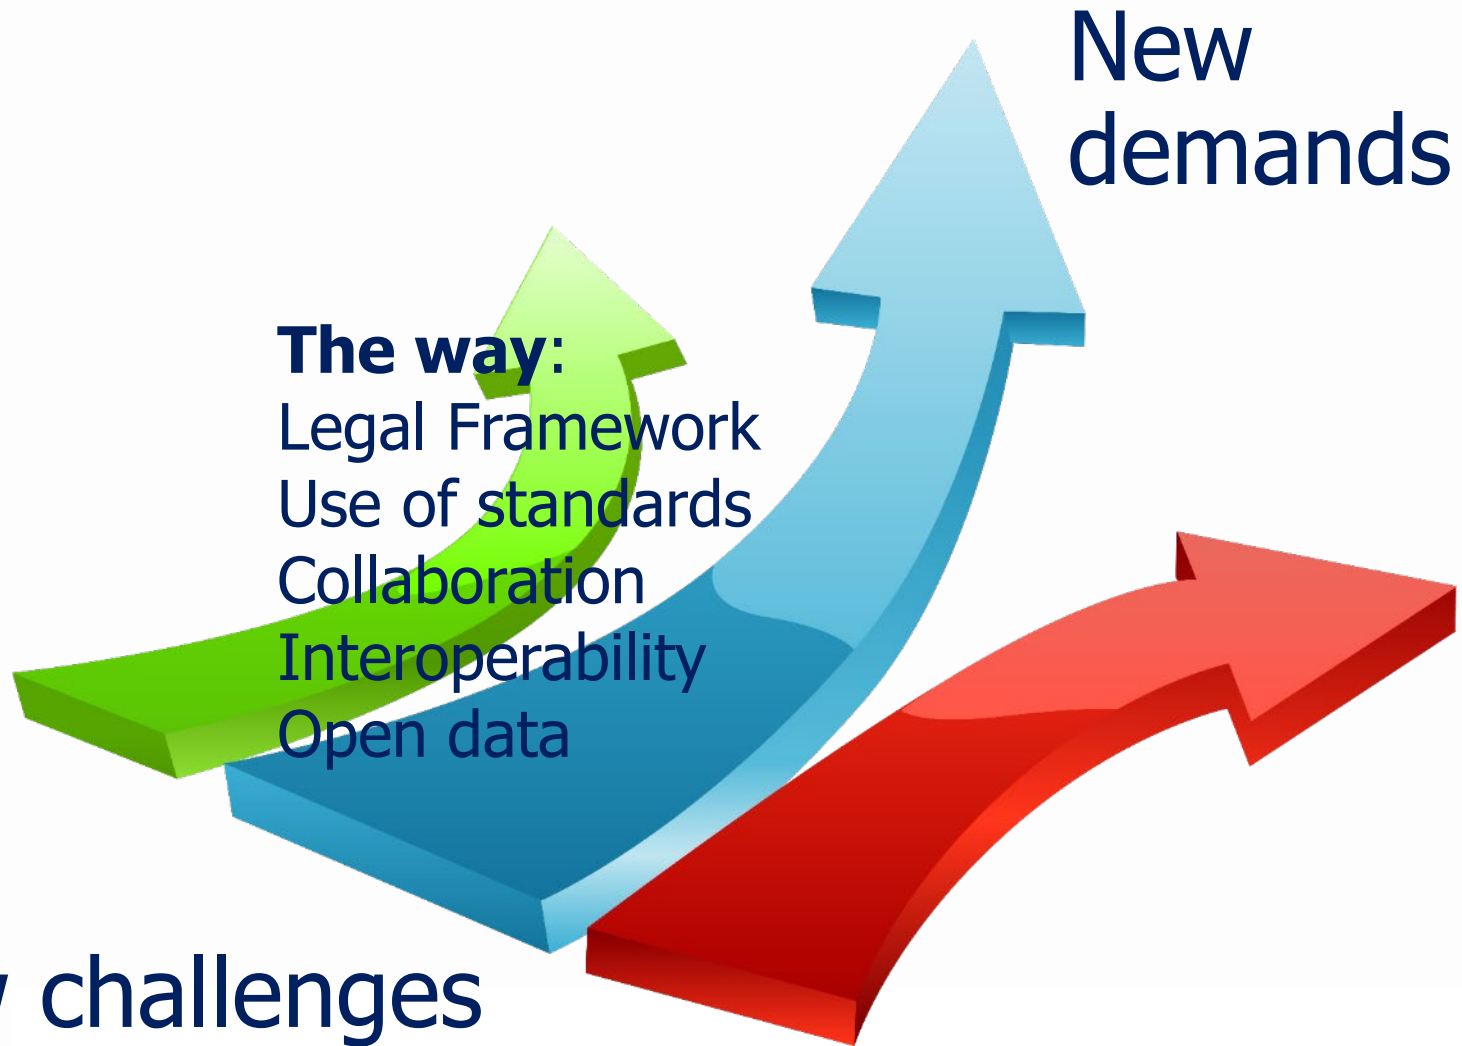 New
demands
The way:
Legal Framework
Use of standards
Collaboration
Interoperability
Open data
challenges